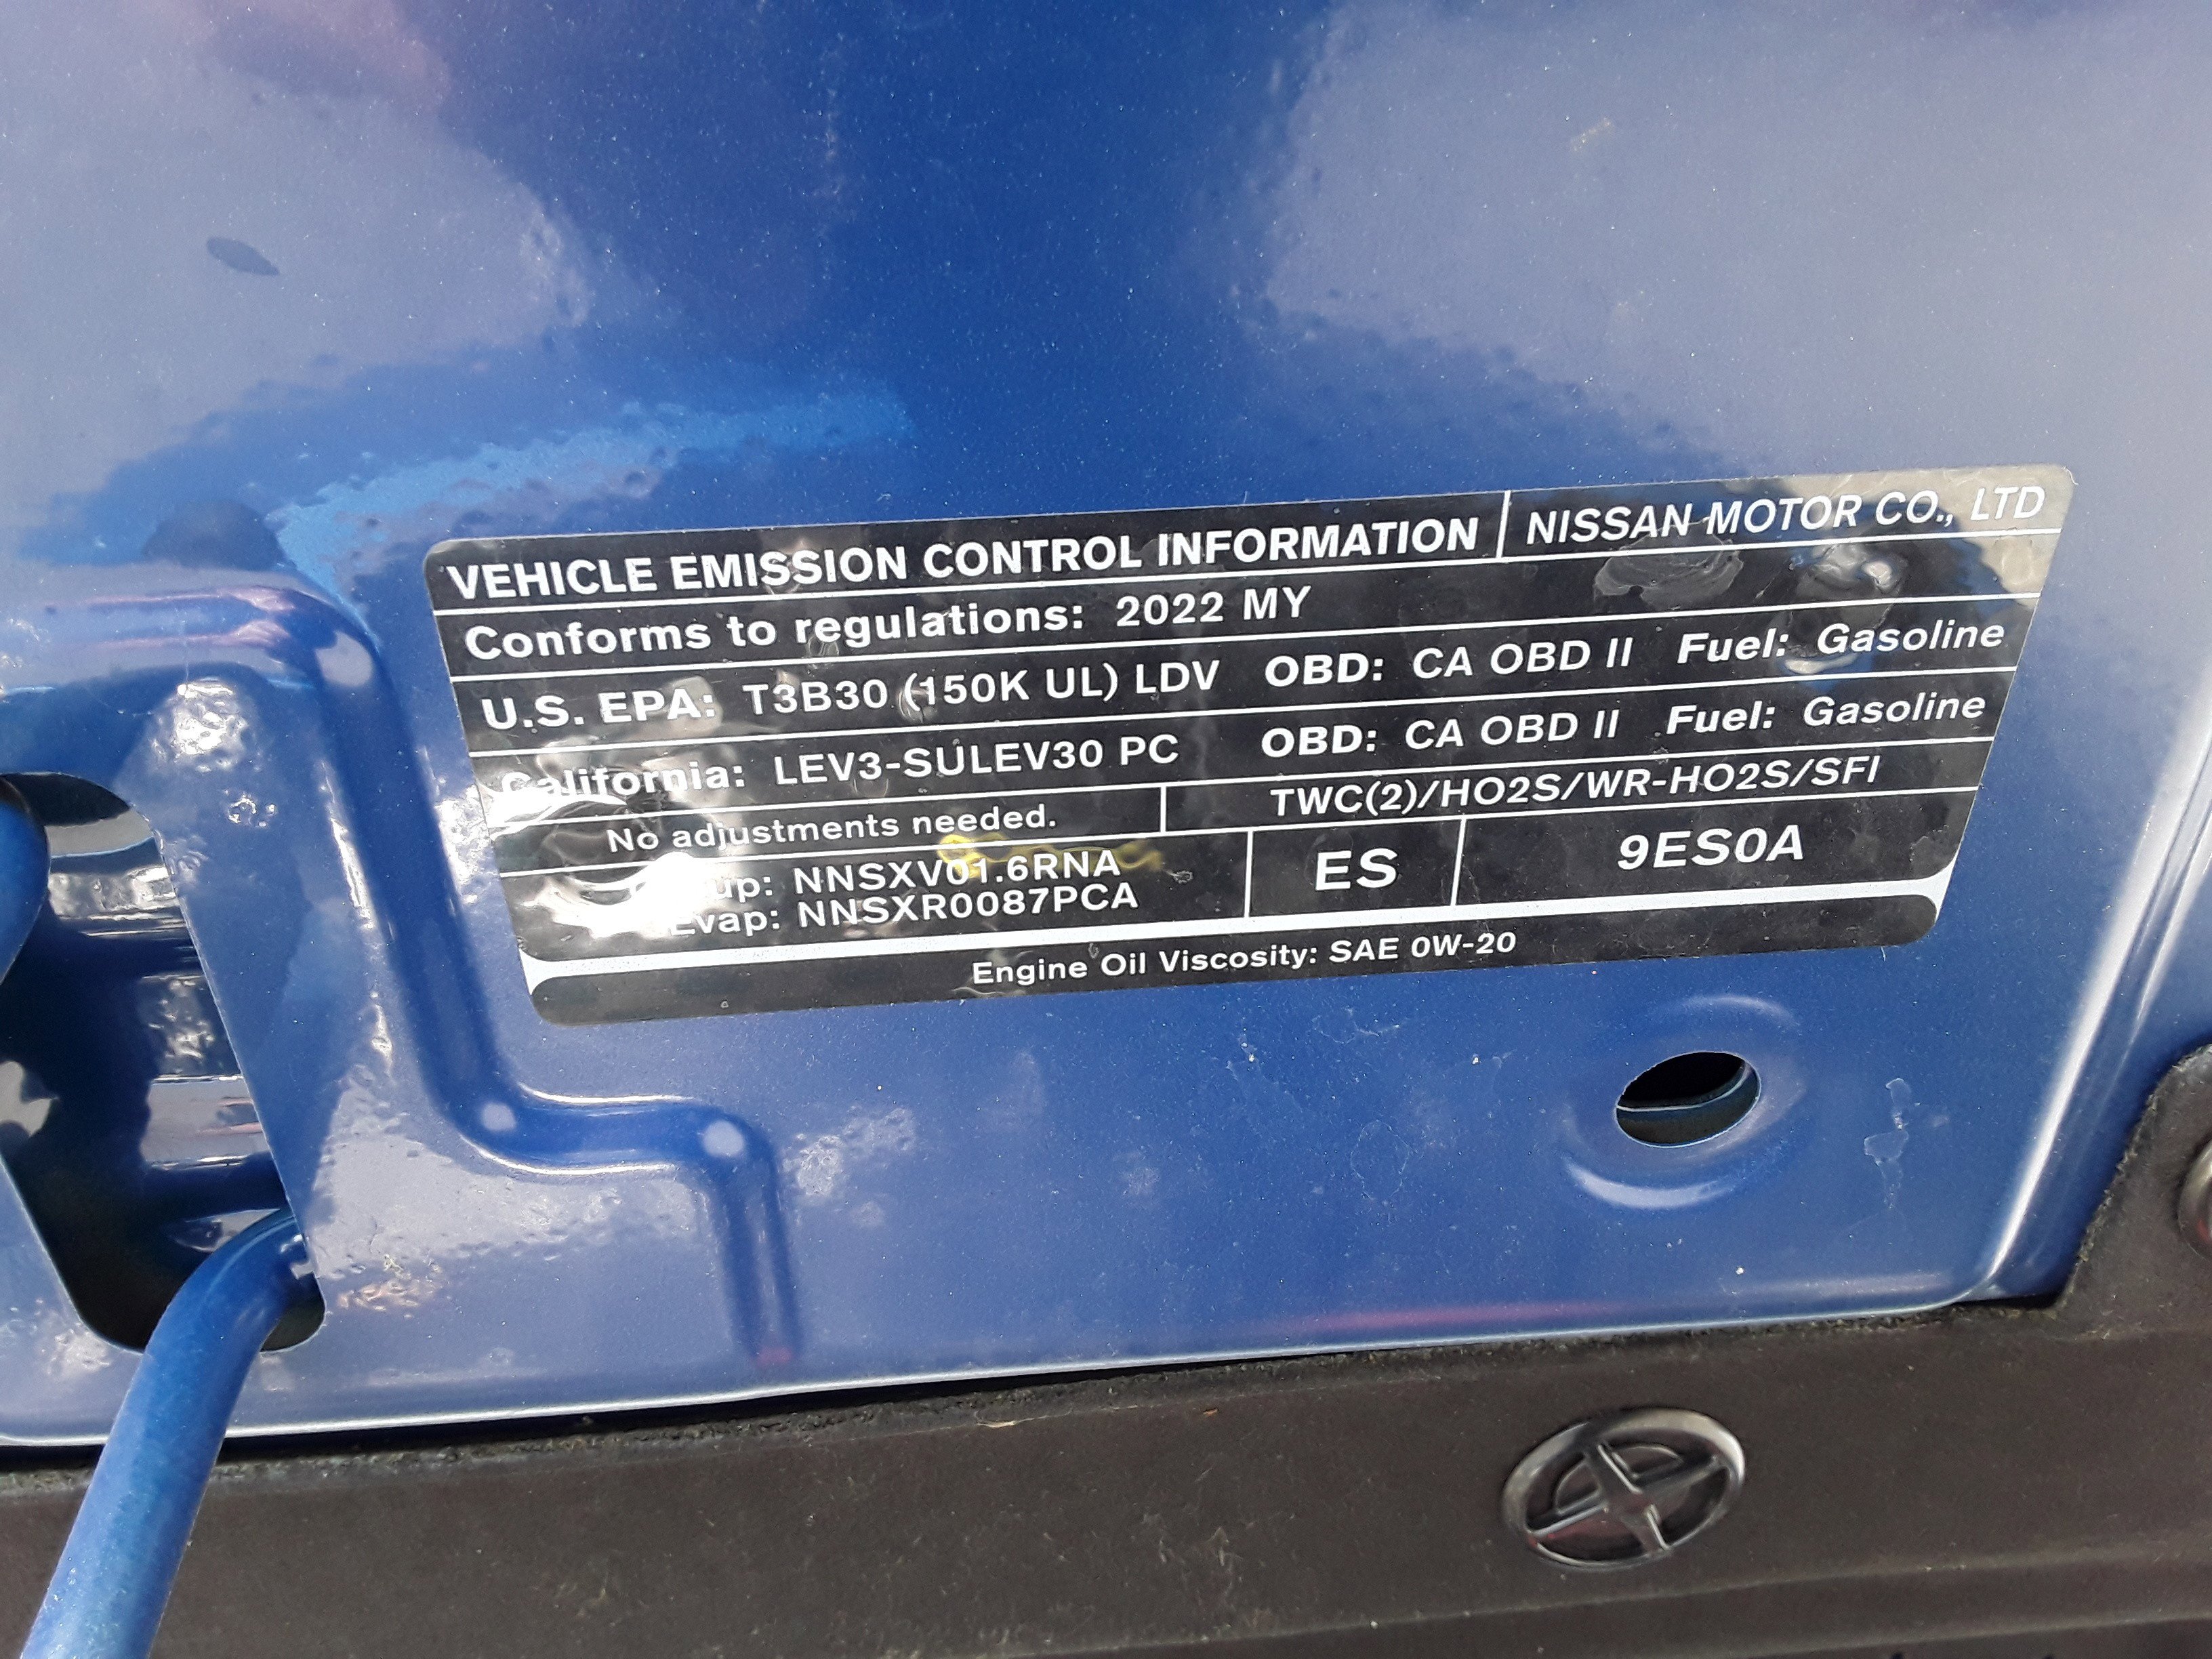 VEHICLE EMISSION CONTROL INFORMATION NISSAN MOTOR CO., LTD
Conforms to regulations: 2022 MY
U.S. EPA: T3B30 (150K UL) LDV OBD: CA OBD II Fuel: Gasoline
California: LEV3-SULEV30 PC OBD: CA OBD II Fuel: Gasoline
No adjustments needed. TWC(2)/HO2S/WR-HO2S/SFI
NNSXV01.6RNA ES 9ES0A
Evap: NNSXR0087PCA
Engine Oil Viscosity: SAE 0W-20